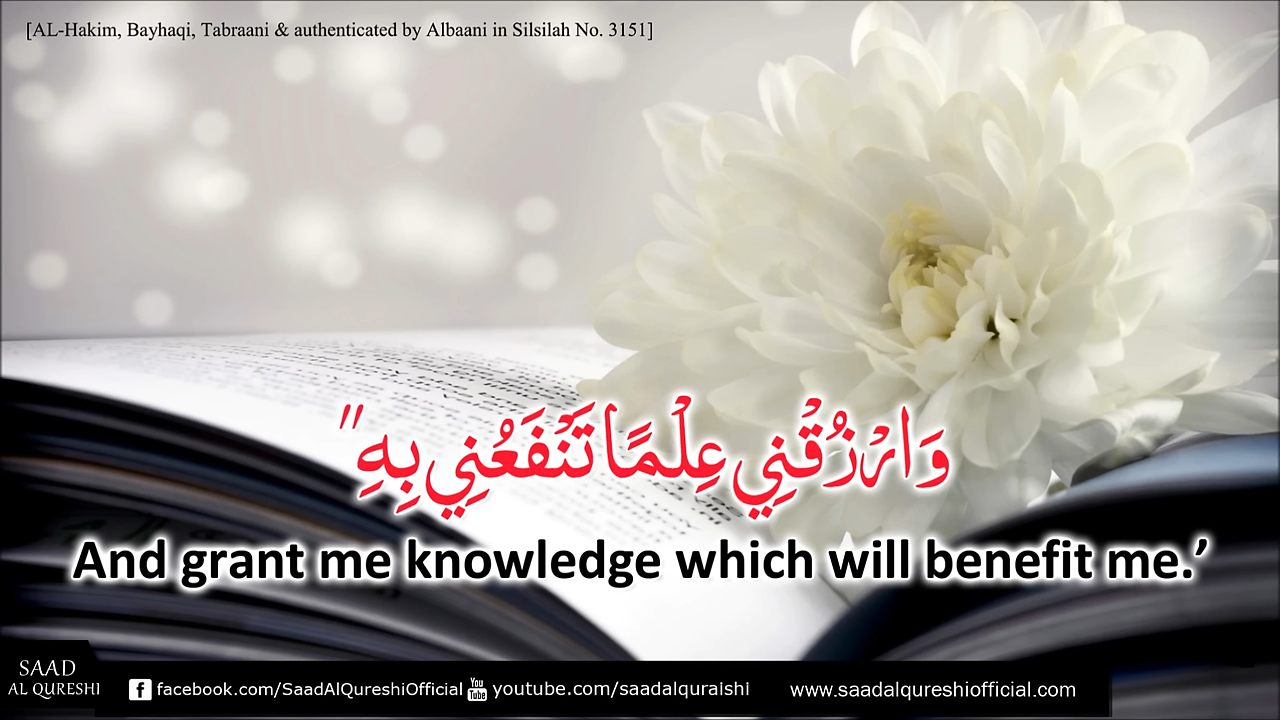 [AL-Hakim, Bayhaqi, Tabraani & authenticated by Albaani in Silsilah No. 3151]
وَارْزُقْنِي عِلْمًا تَنْفَعُنِي بِهِ"
And grant me knowledge which will benefit me.’
SAAD
AL QURESHI
facebook.com/SaadAlQureshiOfficial You Tube youtube.com/saadalquraIshi www.saadalqureshiofficial.com